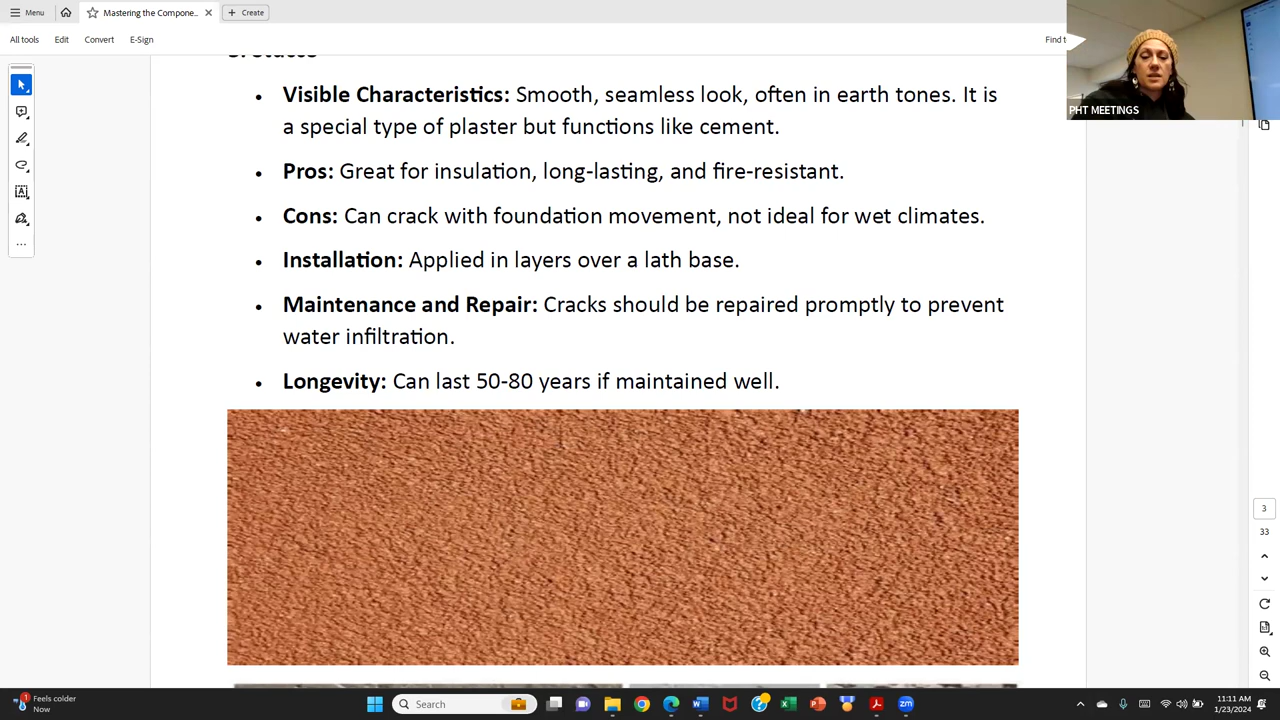 Menu
Mastering the Compone...
Create
All tools
Edit
Convert
E-Sign
Find t
PHT MEETINGS
• Visible Characteristics: Smooth, seamless look, often in earth tones. It is
a special type of plaster but functions like cement.
• Pros: Great for insulation, long-lasting, and fire-resistant.
• Cons: Can crack with foundation movement, not ideal for wet climates.
• Installation: Applied in layers over a lath base.
• Maintenance and Repair: Cracks should be repaired promptly to prevent
water infiltration.
• Longevity: Can last 50-80 years if maintained well.
3
33
1
Feels colder
Now
Search
11:11 AM
1/23/2024